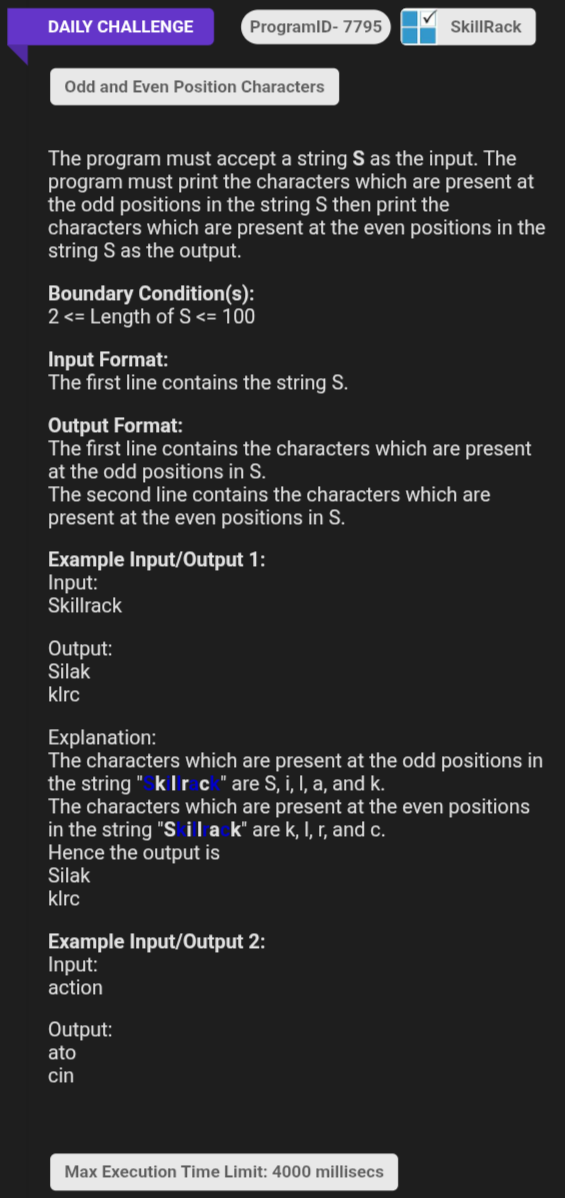 DAILY CHALLENGE
ProgramID- 7795
SkillRack
Odd and Even Position Characters
The program must accept a string S as the input. The
program must print the characters which are present at
the odd positions in the string S then print the
characters which are present at the even positions in the
string S as the output.
Boundary Condition(s):
2 <= Length of S <= 100
Input Format:
The first line contains the string S.
Output Format:
The first line contains the characters which are present
at the odd positions in S.
The second line contains the characters which are
present at the even positions in S.
Example Input/Output 1:
Input:
Skillrack
Output:
Silak
klrc
Explanation:
The characters which are present at the odd positions in
the string "Skillrack" are S, i, l, a, and k.
The characters which are present at the even positions
in the string "Skillrack" are k, l, r, and c.
Hence the output is
Silak
klrc
Example Input/Output 2:
Input:
action
Output:
ato
cin
Max Execution Time Limit: 4000 millisecs